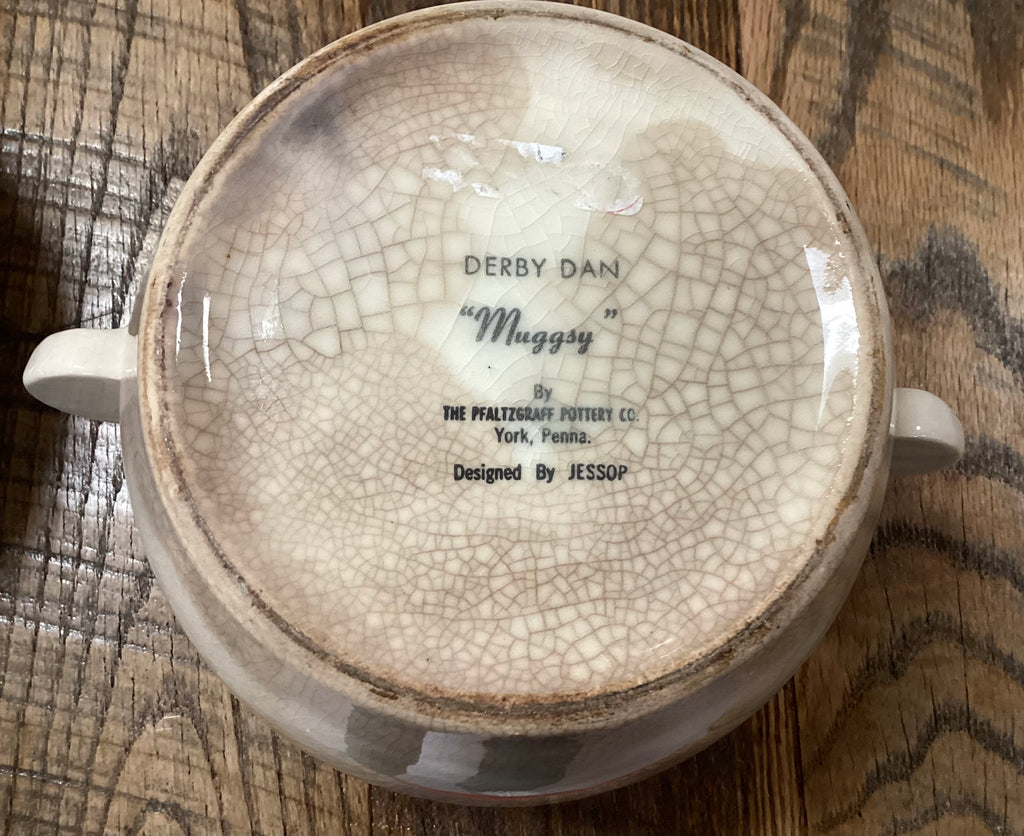 DERBY DAN
"Muggsy"
By
THE PFALTZGRAFF POTTERY CO.
York, Penna.
Designed By JESSOP